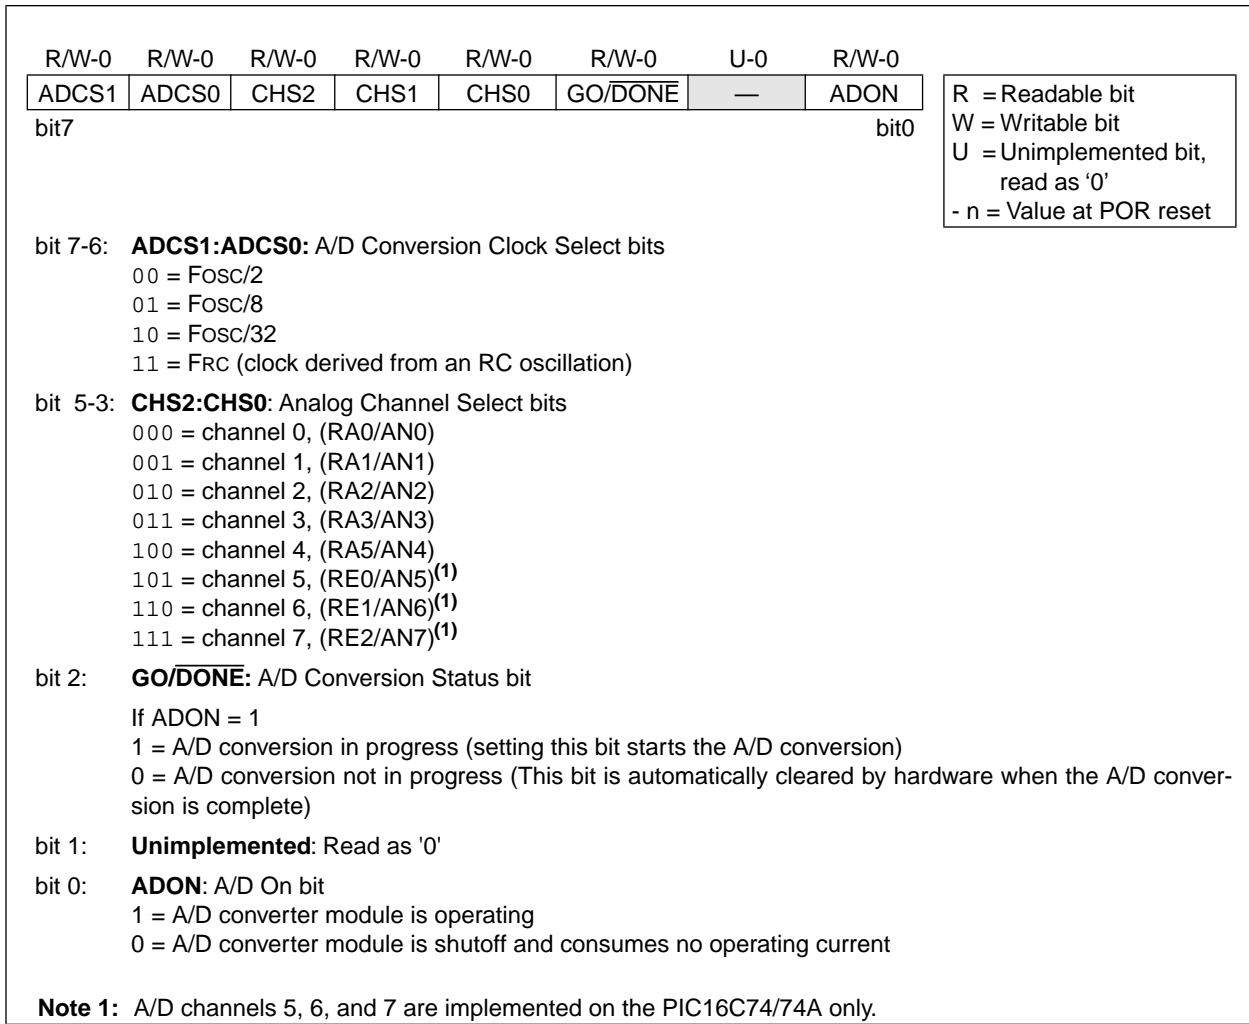 R/W-0 R/W-0 R/W-0 R/W-0 R/W-0 R/W-0 U-0 R/W-0
ADCS1 ADCS0 CHS2 CHS1 CHS0 GO/DONE — ADON
bit7 bit0
R = Readable bit
W = Writable bit
U = Unimplemented bit,
read as ‘0’
- n = Value at POR reset
bit 7-6: ADCS1:ADCS0: A/D Conversion Clock Select bits
00 = FOSC/2
01 = FOSC/8
10 = FOSC/32
11 = FRC (clock derived from an RC oscillation)
bit 5-3: CHS2:CHS0: Analog Channel Select bits
000 = channel 0, (RA0/AN0)
001 = channel 1, (RA1/AN1)
010 = channel 2, (RA2/AN2)
011 = channel 3, (RA3/AN3)
100 = channel 4, (RA5/AN4)
101 = channel 5, (RE0/AN5)(1)
110 = channel 6, (RE1/AN6)(1)
111 = channel 7, (RE2/AN7)(1)
bit 2: GO/DONE: A/D Conversion Status bit
If ADON = 1
1 = A/D conversion in progress (setting this bit starts the A/D conversion)
0 = A/D conversion not in progress (This bit is automatically cleared by hardware when the A/D conver-
sion is complete)
bit 1: Unimplemented: Read as '0'
bit 0: ADON: A/D On bit
1 = A/D converter module is operating
0 = A/D converter module is shutoff and consumes no operating current
Note 1: A/D channels 5, 6, and 7 are implemented on the PIC16C74/74A only.